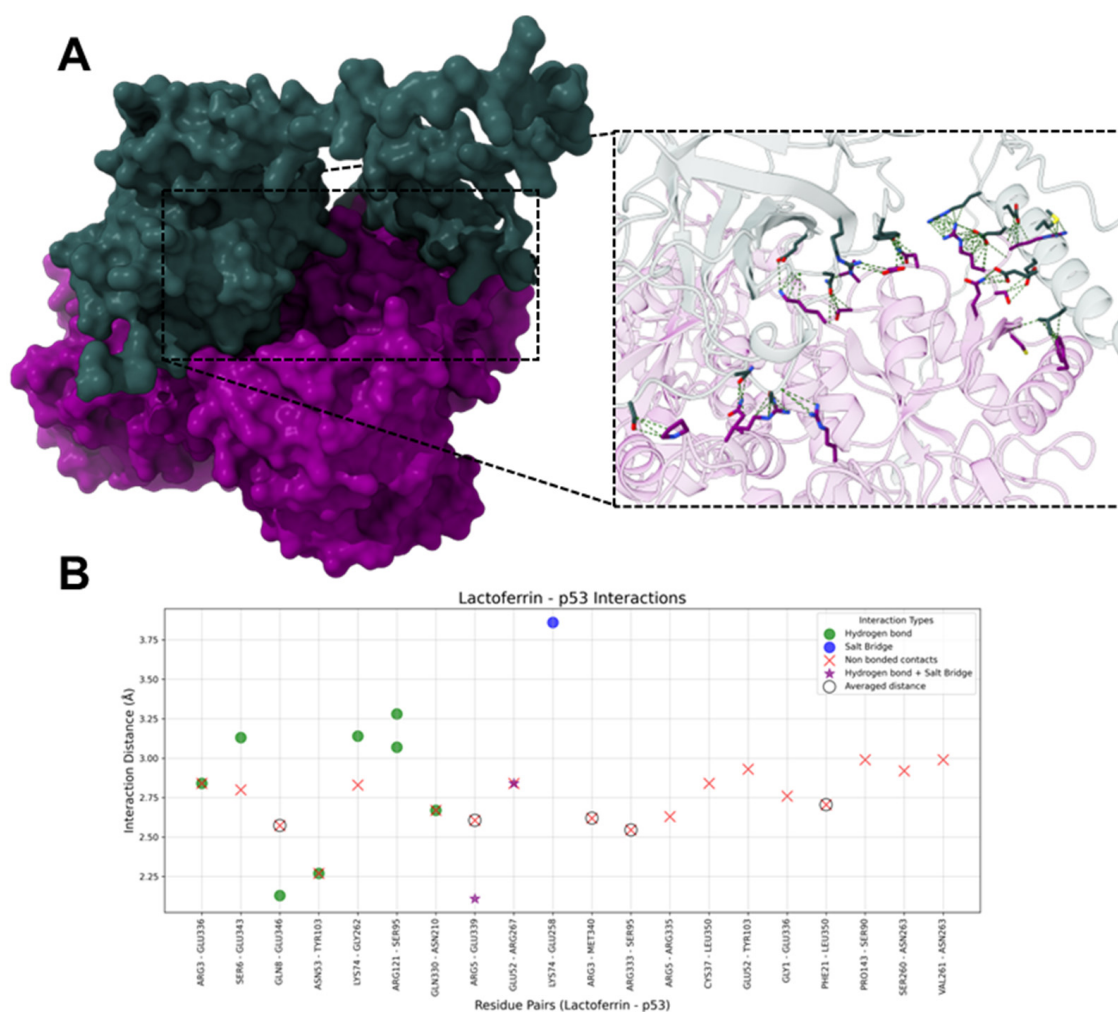 A
B
Lactoferrin - p53 Interactions
Interaction Types
Hydrogen bond
Salt Bridge
Non bonded contacts
Hydrogen bond + Salt Bridge
Averaged distance
Interaction Distance (Å)
3.75
3.50
3.25
3.00
2.75
2.50
2.25
ARG3 - GLU336
SER6 - GLU343
GLN8 - GLU346
ASN53 - TYR103
LYS74 - GLY262
ARG121 - SER95
GLN330 - ASN210
ARG5 - GLU339
GLU52 - ARG267
LYS74 - GLU258
ARG3 - MET340
ARG333 - SER95
ARG5 - ARG335
CYS37 - LEU350
GLU52 - TYR103
GLY1 - GLU336
PHE21 - LEU350
PRO143 - SER90
SER260 - ASN263
VAL261 - ASN263
Residue Pairs (Lactoferrin - p53)